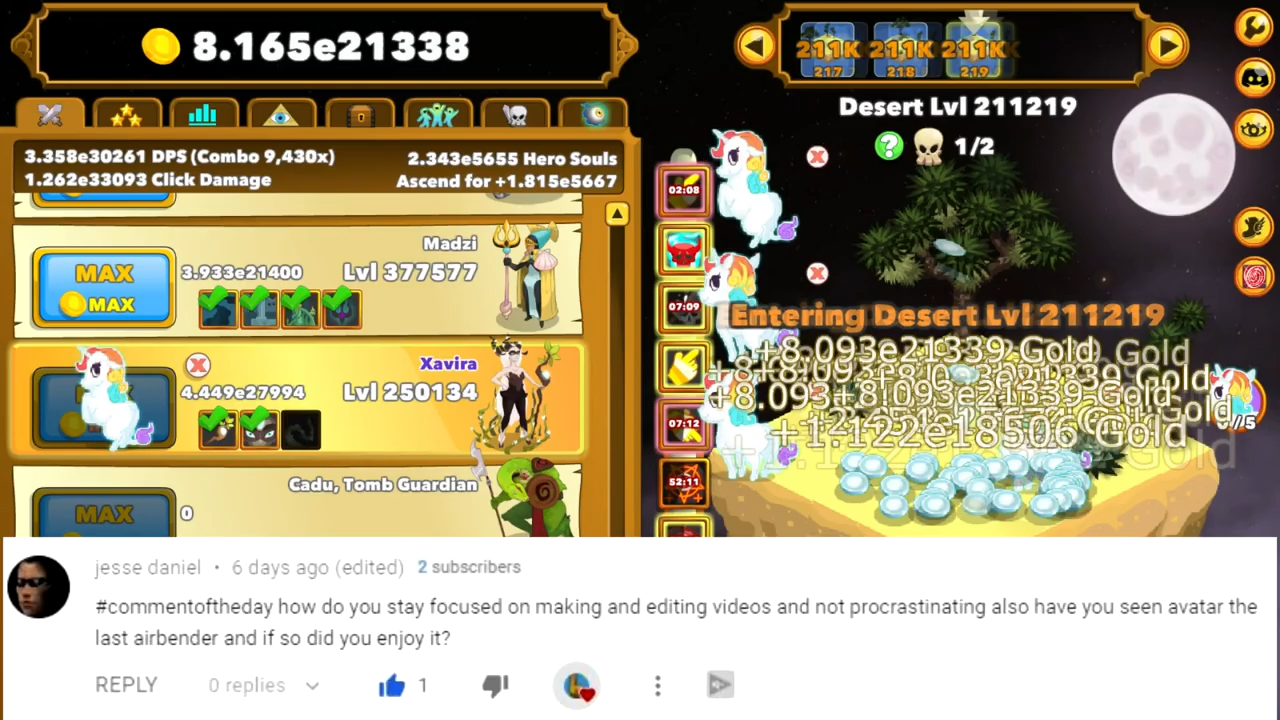 8.165e21338
211K 211K 211K
217 218 219
Desert Lvl 211219
1/2
3.358e30261 DPS (Combo 9,430x)
2.343e5655 Hero Souls
1.262e33093 Click Damage
Ascend for +1.815e5667
02:08
Madzi
MAX
3.933e21400
Lvl 377577
MAX
07:09
Entering Desert Lvl 211219
+8.093e21339 Gold
Xavira
4.449e27994
Lvl 250134
+8.093e21339 Gold
/5
07:12
+1.122e18506 Gold
Cadu, Tomb Guardian
52:11
MAX
0
jesse daniel • 6 days ago (edited) 2 subscribers
#commentoftheday how do you stay focused on making and editing videos and not procrastinating also have you seen avatar the
last airbender and if so did you enjoy it?
REPLY 0 replies 1